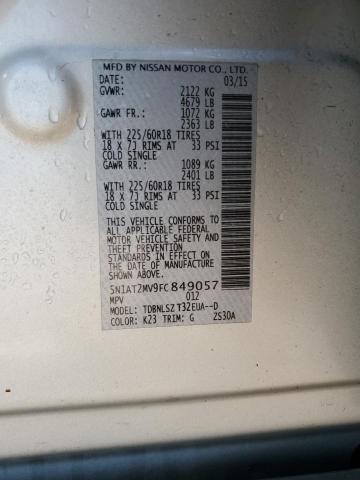 MFD BY NISSAN MOTOR CO., LTD.
DATE: 03/15
GVWR: 2122 KG
4679 LB
GAWR FR.: 1072 KG
2363 LB
WITH 225/60R18 TIRES
18 X 7J RIMS AT 33 PSI
COLD SINGLE
GAWR RR.: 1089 KG
2401 LB
WITH 225/60R18 TIRES
18 X 7J RIMS AT 33 PSI
COLD SINGLE
THIS VEHICLE CONFORMS TO
ALL APPLICABLE FEDERAL
MOTOR VEHICLE SAFETY AND
STANDARDS IN EFFECT ON THE
DATE OF MANUFACTURE
SHOWN ABOVE.
5N1AT2MV9FC849057
MPV 012
MODEL: TDBNLSZ T32EUA--D
COLOR: K23 TRIM: G ZS30A